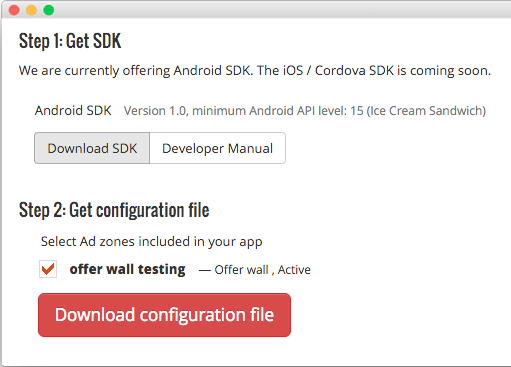 Step 1: Get SDK
We are currently offering Android SDK. The iOS / Cordova SDK is coming soon.
Android SDK Version 1.0, minimum Android API level: 15 (Ice Cream Sandwich)
Download SDK Developer Manual
Step 2: Get configuration file
Select Ad zones included in your app
offer wall testing — Offer wall , Active
Download configuration file